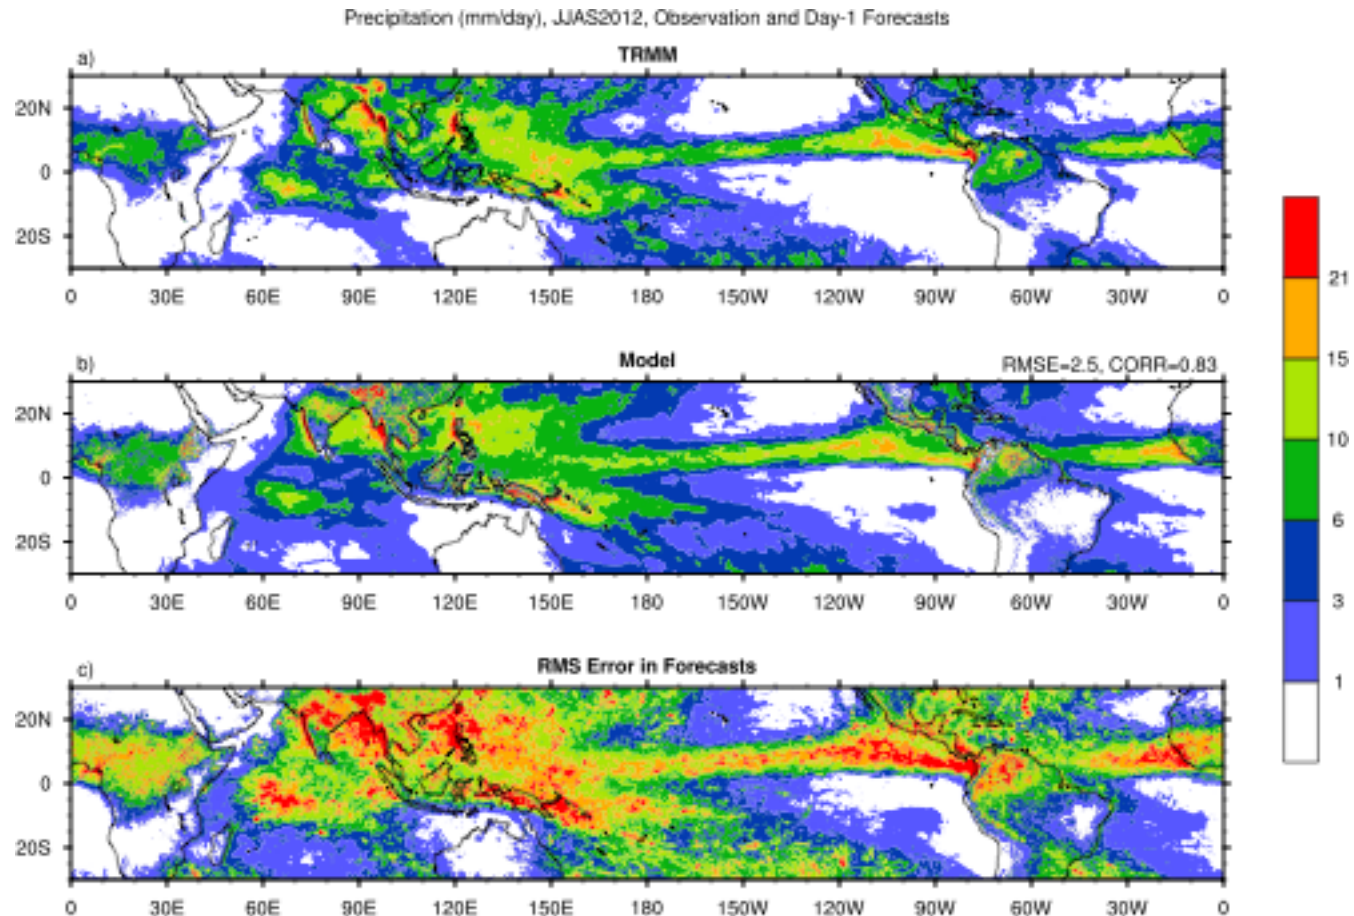 Precipitation (mm/day), JJAS2012, Observation and Day-1 Forecasts
a) TRMM
20N
0
20S
0 30E 60E 90E 120E 150E 180 150W 120W 90W 60W 30W 0
b) Model RMSE=2.5, CORR=0.83
20N
0
20S
0 30E 60E 90E 120E 150E 180 150W 120W 90W 60W 30W 0
c) RMS Error in Forecasts
20N
0
20S
0 30E 60E 90E 120E 150E 180 150W 120W 90W 60W 30W 0
21
15
10
6
3
1